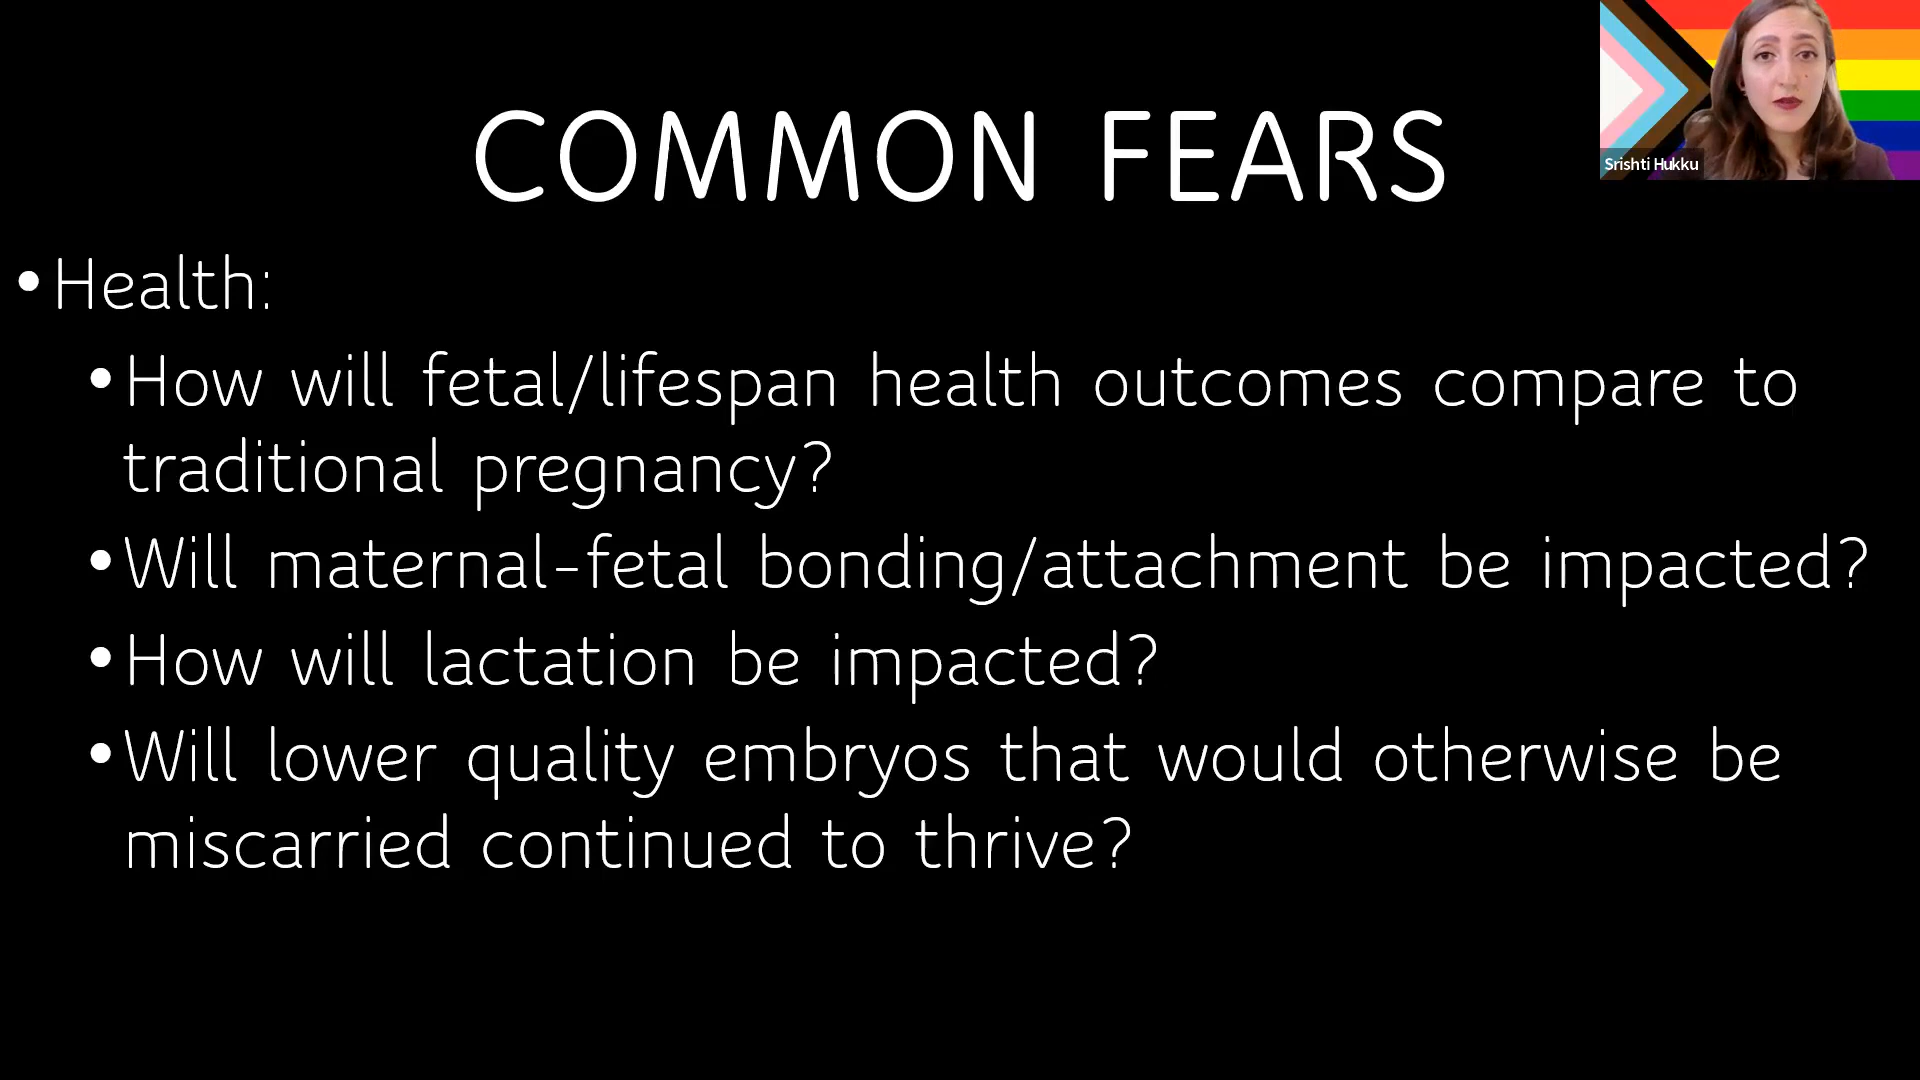 COMMON FEARS
Srishti Hukku
•Health:
•How will fetal/lifespan health outcomes compare to
traditional pregnancy?
•Will maternal-fetal bonding/attachment be impacted?
•How will lactation be impacted?
•Will lower quality embryos that would otherwise be
miscarried continued to thrive?